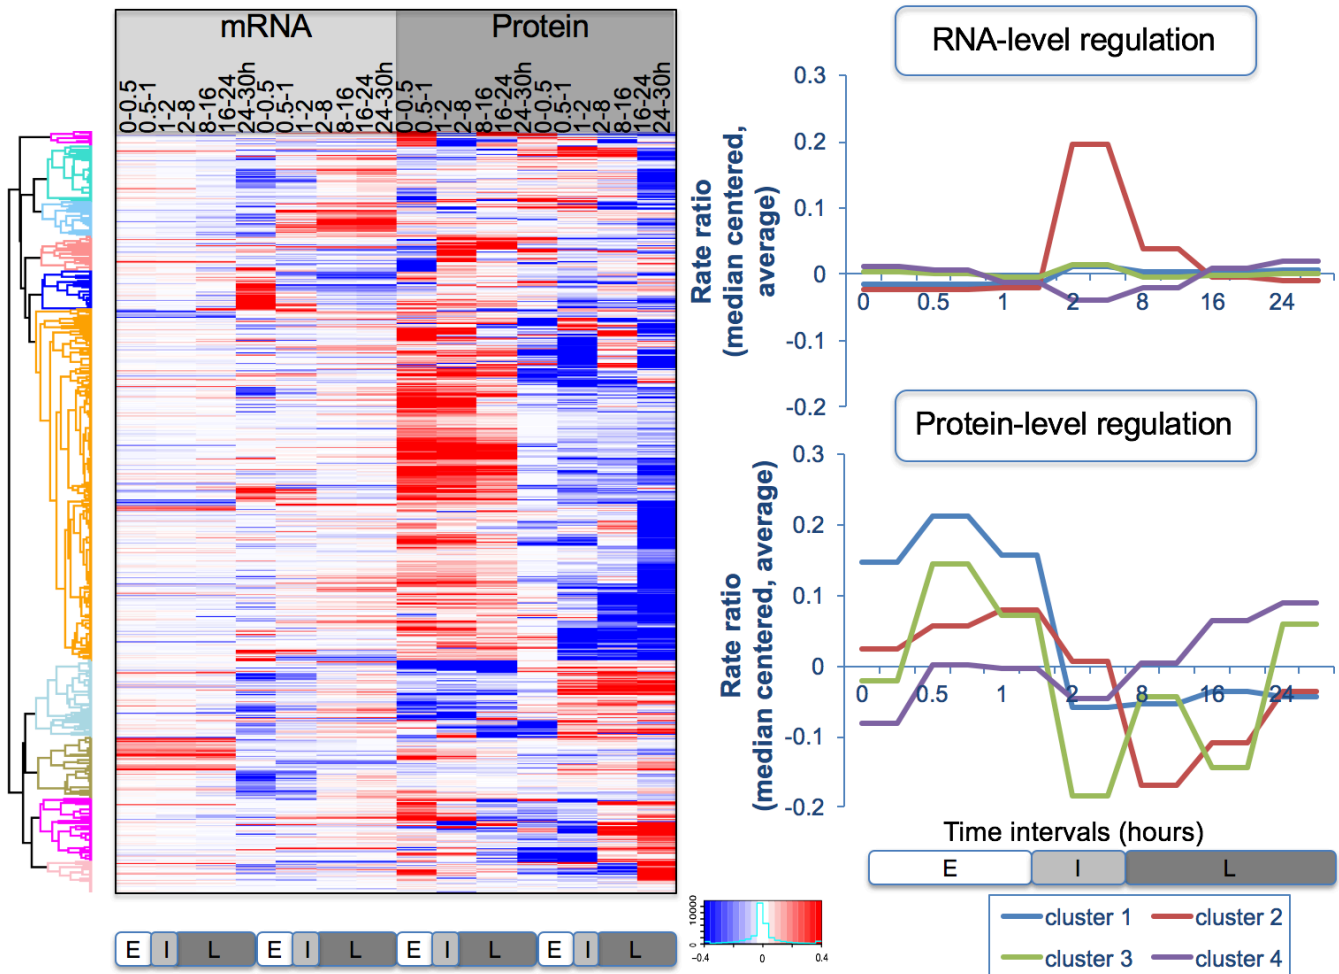 mRNA
Protein
0-0.5
0.5-1
1-2
2-8
8-16
16-24
24-30h
0-0.5
0.5-1
1-2
2-8
8-16
16-24
24-30h
0-0.5
0.5-1
1-2
2-8
8-16
16-24
24-30h
0-0.5
0.5-1
1-2
2-8
8-16
16-24
24-30h
E I L E I L E I L E I L
10000
0
-0.4 0 0.4
RNA-level regulation
Rate ratio
(median centered,
average)
0.3
0.2
0.1
0
-0.1
-0.2
0 0.5 1 2 8 16 24
Protein-level regulation
Rate ratio
(median centered, average)
0.3
0.2
0.1
0
-0.1
-0.2
0 0.5 1 2 8 16 24
Time intervals (hours)
E I L
cluster 1 cluster 2
cluster 3 cluster 4